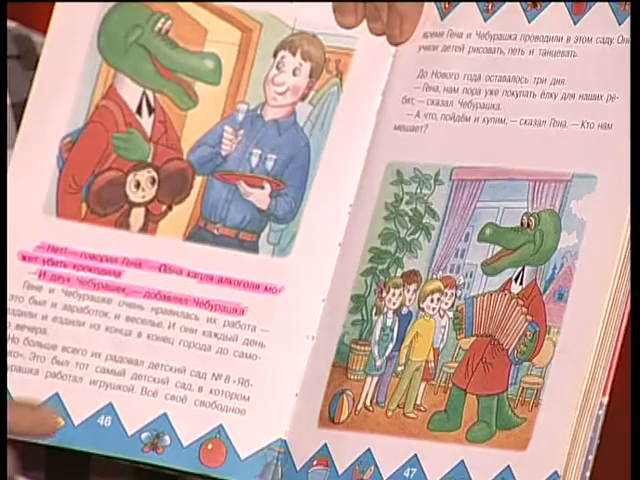 – Нет! – говорил Гена. – Одна капля алкоголя мо-
жет убить крокодила!
– И двух Чебурашек, – добавлял Чебурашка.
Гене и Чебурашке очень нравилась их работа –
это был и заработок, и веселье. И они каждый день
ездили из конца в конец города до само-
вечера.
Но больше всего их радовал детский сад № 8 «Яб-
ко». Это был тот самый детский сад, в котором
рашка работал игрушкой. Всё своё свободное
46
время Гена и Чебурашка проводили в этом саду. Они
учили детей рисовать, петь и танцевать.
До Нового года оставалось три дня.
– Гена, нам пора уже покупать ёлку для наших ре-
бят, – сказал Чебурашка.
– А что, пойдём и купим, – сказал Гена. – Кто нам
мешает?
47